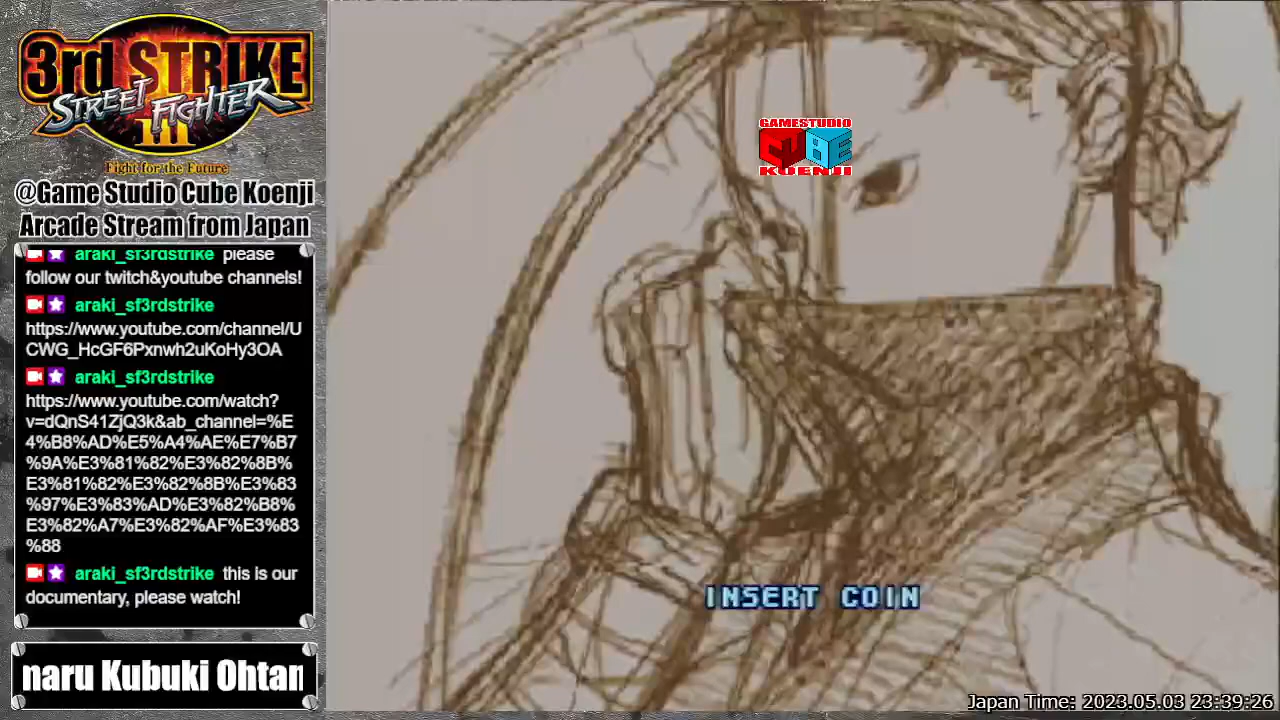 3rd STRIKE
STREET FIGHTER
III
Fight for the Future
@Game Studio Cube Koenji
Arcade Stream from Japan
araki_sf3rdstrike please
follow our twitch&youtube channels!
araki_sf3rdstrike
https://www.youtube.com/channel/U
CWG_HcGF6Pxnwh2uKoHy3OA
araki_sf3rdstrike
https://www.youtube.com/watch?
v=dQnS41ZjQ3k&ab_channel=%E
4%B8%AD%E5%A4%AE%E7%B7
%9A%E3%81%82%E3%82%8B%
E3%81%82%E3%82%8B%E3%83
%97%E3%83%AD%E3%82%B8%
E3%82%A7%E3%82%AF%E3%83
%88
araki_sf3rdstrike this is our
documentary, please watch!
naru Kubuki Ohtan
GAMESTUDIO
CUBE
KOENJI
INSERT COIN
Japan Time: 2023.05.03 23:39:26